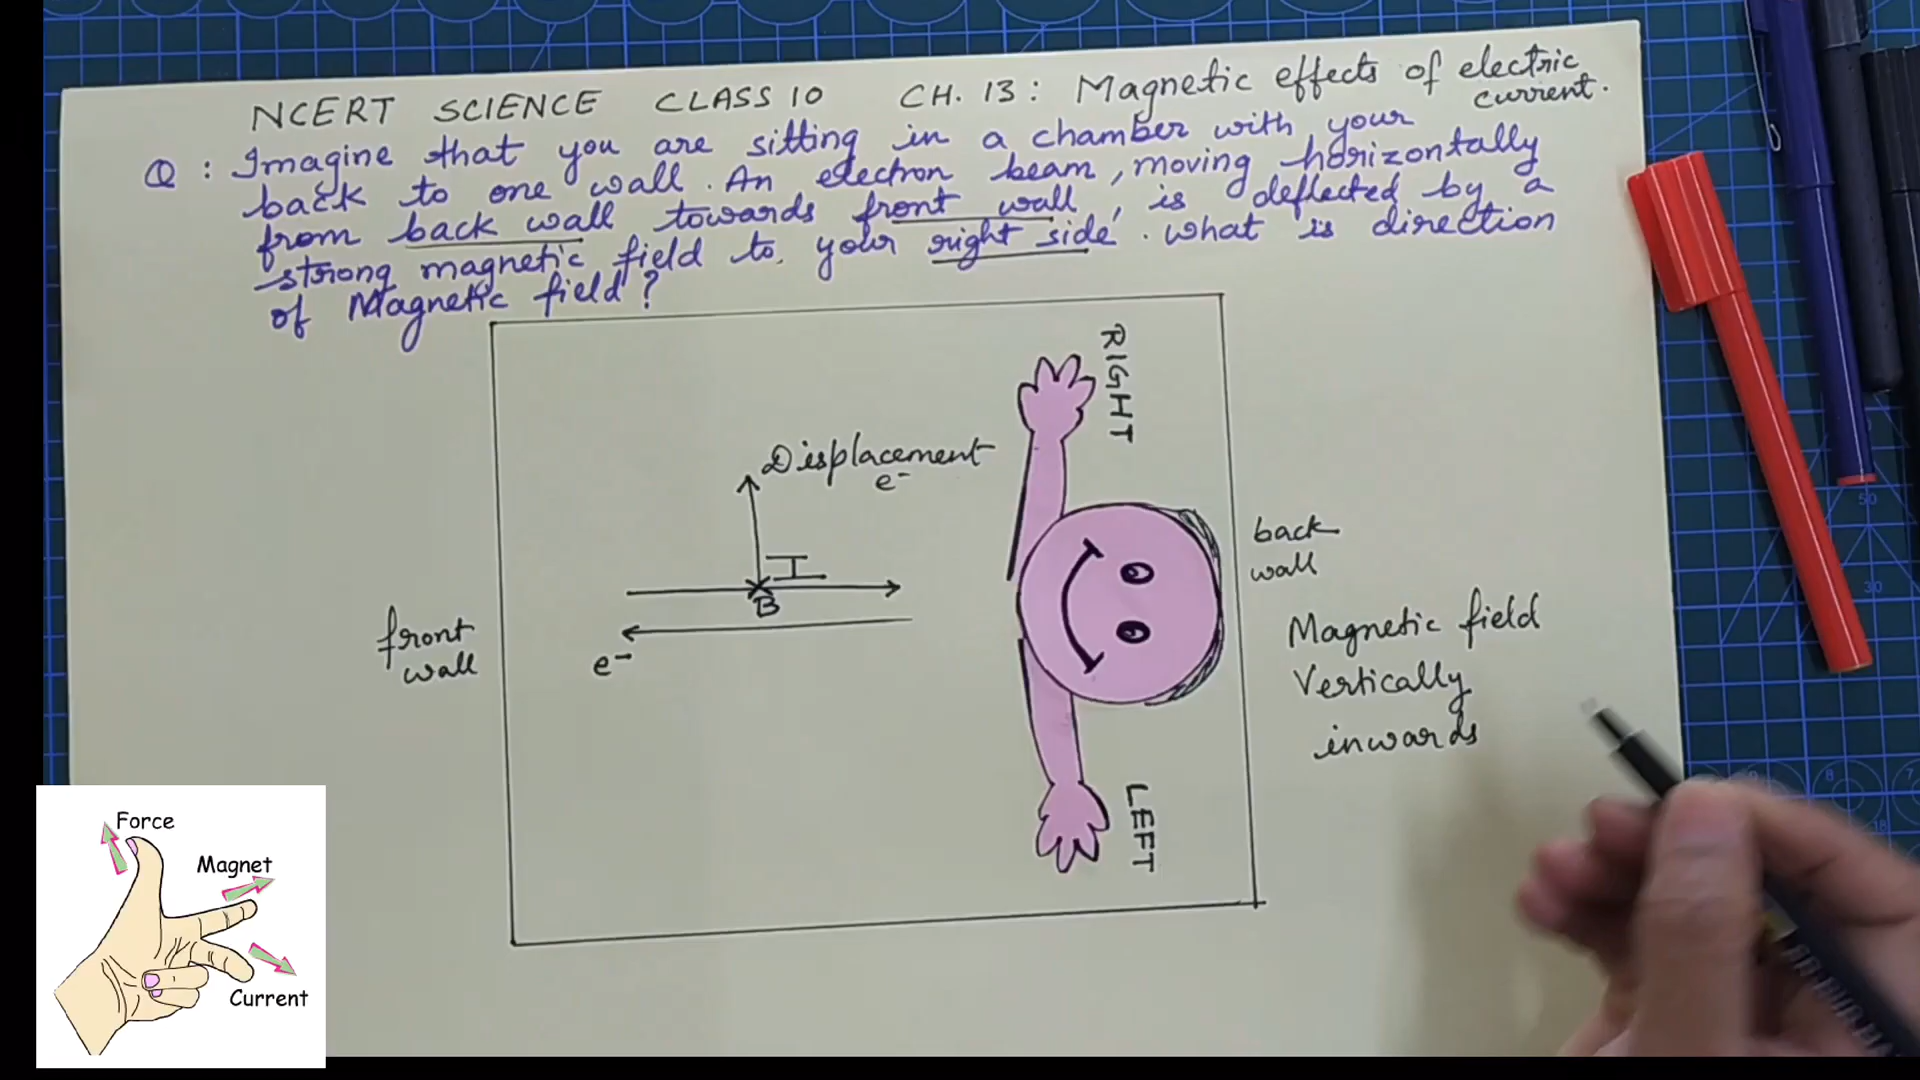 NCERT SCIENCE CLASS 10 CH. 13: Magnetic effects of electric
current.
Q: Imagine that you are sitting in a chamber with your
back to one wall. An electron beam, moving horizontally
from back wall towards front wall, is deflected by a
strong magnetic field to your right side. what is direction
of Magnetic field?
RIGHT
Displacement
e⁻
I
B
e⁻
front
wall
back
wall
Magnetic field
Vertically
inwards
LEFT
Force
Magnet
Current